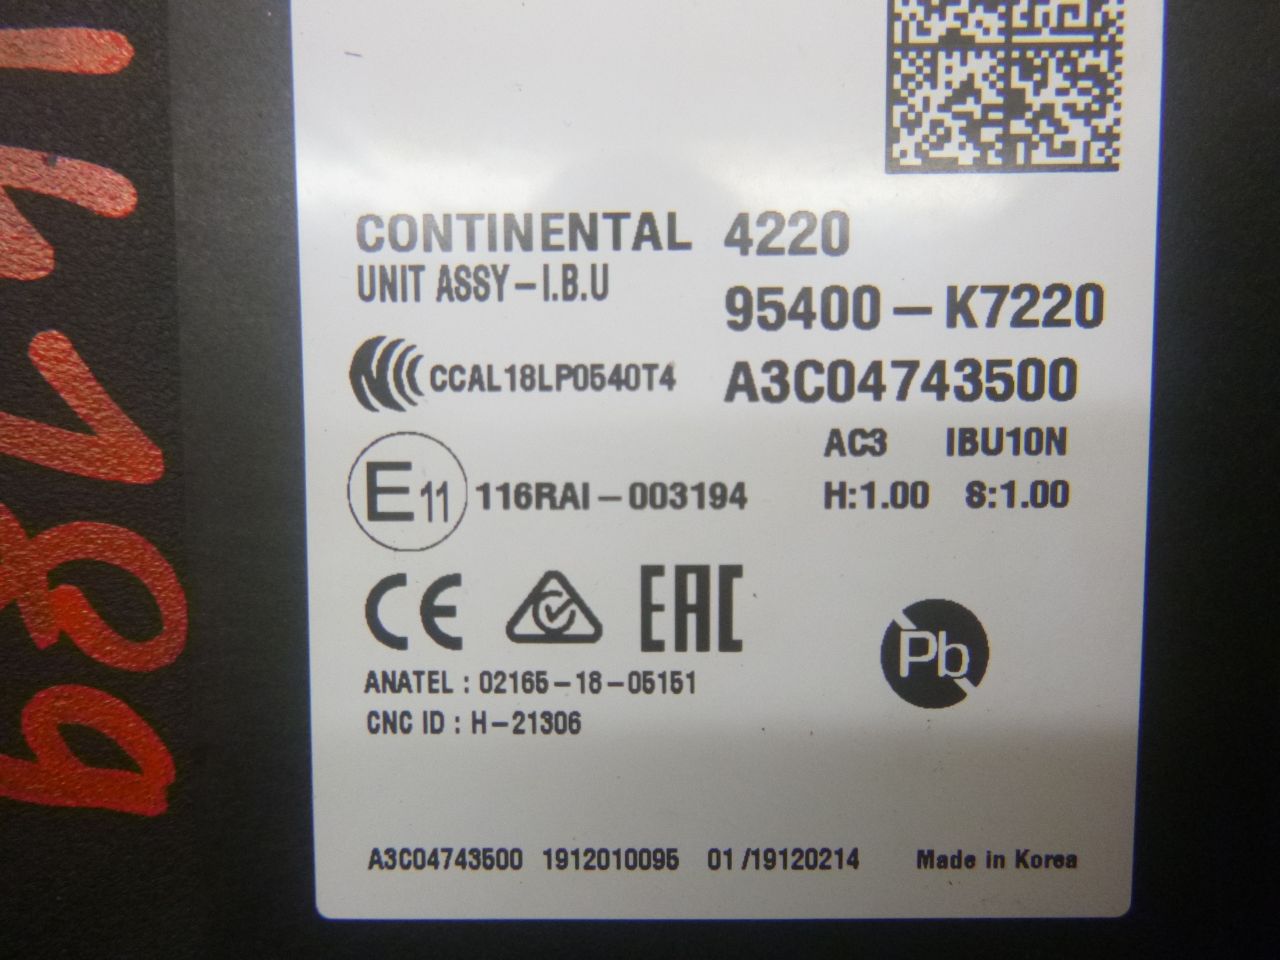 CONTINENTAL 4220
UNIT ASSY-I.B.U
95400-K7220
CCAL18LP0540T4
A3C04743500
AC3 IBU10N
E11 116RAI-003194
H:1.00 S:1.00
CE EAC
Pb
ANATEL : 02165-18-05151
CNC ID : H-21306
A3C04743500 1912010095 01/19120214 Made in Korea